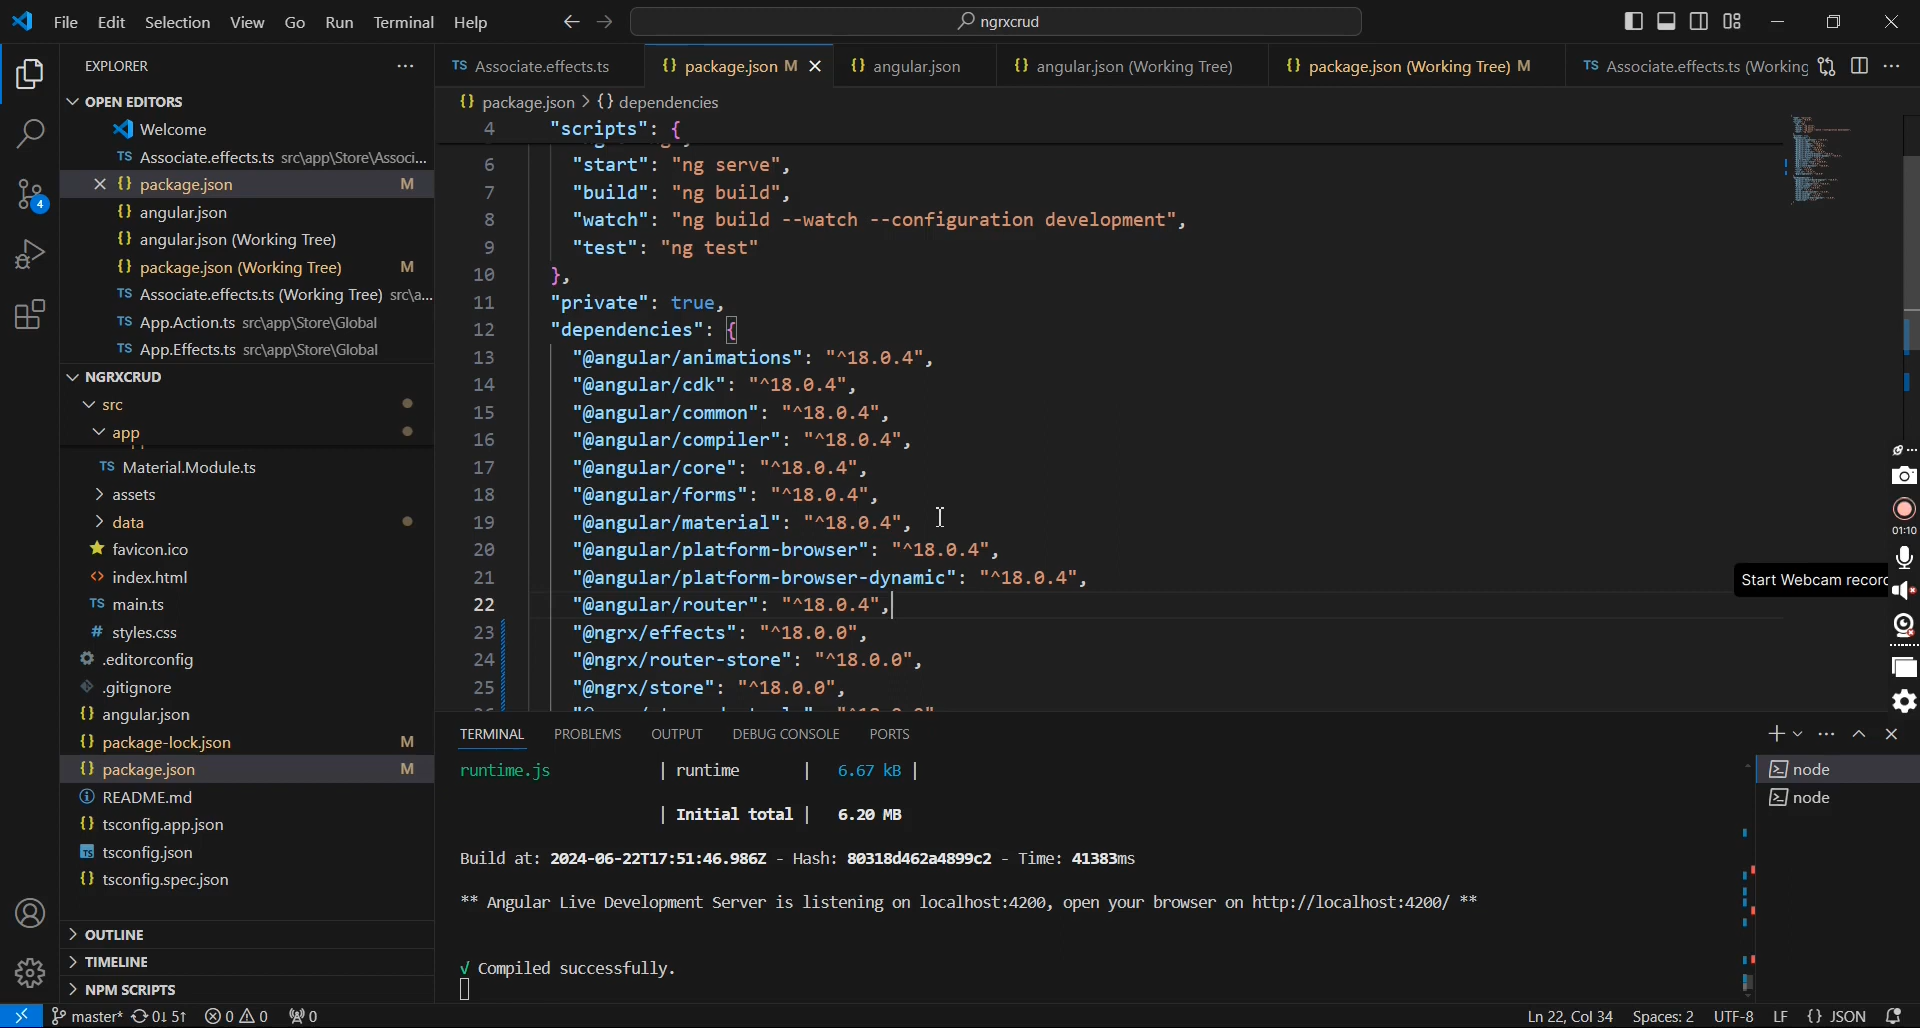 File Edit Selection View Go Run Terminal Help
ngrxcrud
EXPLORER
OPEN EDITORS
Welcome
TS Associate.effects.ts src\app\Store\Associ...
{} package.json M
{} angular.json
{} angular.json (Working Tree)
{} package.json (Working Tree) M
TS Associate.effects.ts (Working Tree) src\a...
TS App.Action.ts src\app\Store\Global
TS App.Effects.ts src\app\Store\Global
NGRXCRUD
src
app
TS Material.Module.ts
assets
data
favicon.ico
<> index.html
TS main.ts
# styles.css
.editorconfig
.gitignore
{} angular.json
{} package-lock.json M
{} package.json M
README.md
{} tsconfig.app.json
TS tsconfig.json
{} tsconfig.spec.json
OUTLINE
TIMELINE
NPM SCRIPTS
TS Associate.effects.ts
{} package.json M
{} angular.json
{} angular.json (Working Tree)
{} package.json (Working Tree) M
TS Associate.effects.ts (Working
{} package.json > {} dependencies
4 "scripts": {
6 "start": "ng serve",
7 "build": "ng build",
8 "watch": "ng build --watch --configuration development",
9 "test": "ng test"
10 },
11 "private": true,
12 "dependencies": {
13 "@angular/animations": "^18.0.4",
14 "@angular/cdk": "^18.0.4",
15 "@angular/common": "^18.0.4",
16 "@angular/compiler": "^18.0.4",
17 "@angular/core": "^18.0.4",
18 "@angular/forms": "^18.0.4",
19 "@angular/material": "^18.0.4",
20 "@angular/platform-browser": "^18.0.4",
21 "@angular/platform-browser-dynamic": "^18.0.4",
22 "@angular/router": "^18.0.4",
23 "@ngrx/effects": "^18.0.0",
24 "@ngrx/router-store": "^18.0.0",
25 "@ngrx/store": "^18.0.0",
01:10
Start Webcam recorc
TERMINAL PROBLEMS OUTPUT DEBUG CONSOLE PORTS
runtime.js | runtime | 6.67 kB |
| Initial total | 6.20 MB
Build at: 2024-06-22T17:51:46.986Z - Hash: 80318d462a4899c2 - Time: 41383ms
** Angular Live Development Server is listening on localhost:4200, open your browser on http://localhost:4200/ **
√ Compiled successfully.
node
node
4
master* 0↓ 5↑ 0 0 0
Ln 22, Col 34 Spaces: 2 UTF-8 LF {} JSON